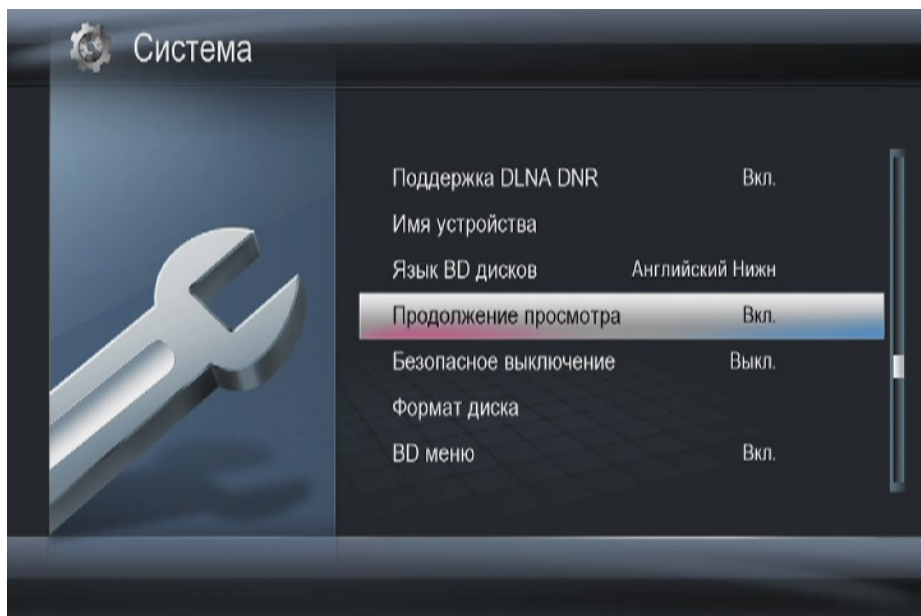 Система
Поддержка DLNA DNR Вкл.
Имя устройства
Язык BD дисков Английский Нижн
Продолжение просмотра Вкл.
Безопасное выключение Выкл.
Формат диска
BD меню Вкл.